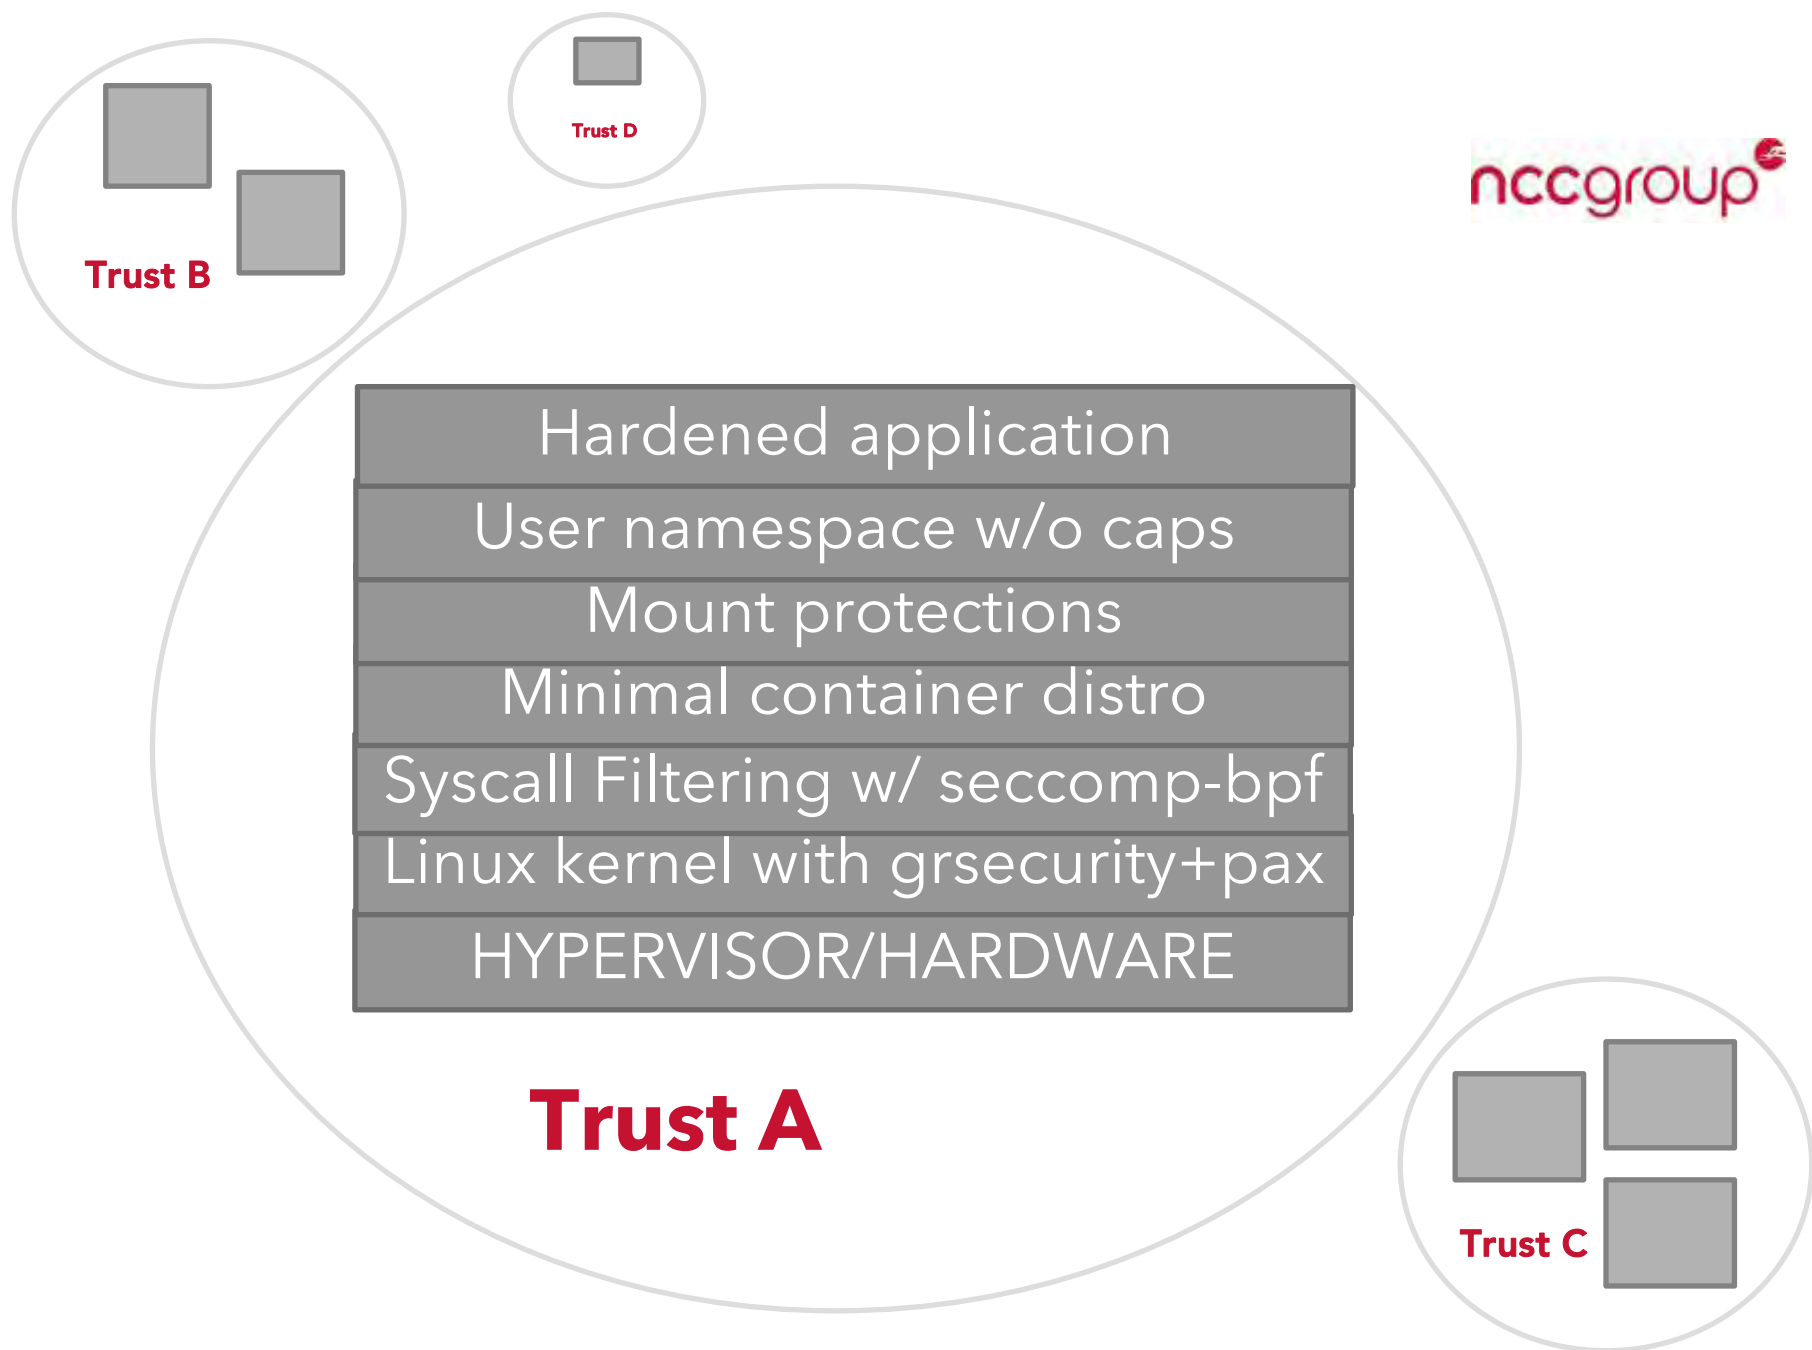 Trust D
nccgroup
Trust B
Hardened application
User namespace w/o caps
Mount protections
Minimal container distro
Syscall Filtering w/ seccomp-bpf
Linux kernel with grsecurity+pax
HYPERVISOR/HARDWARE
Trust A
Trust C